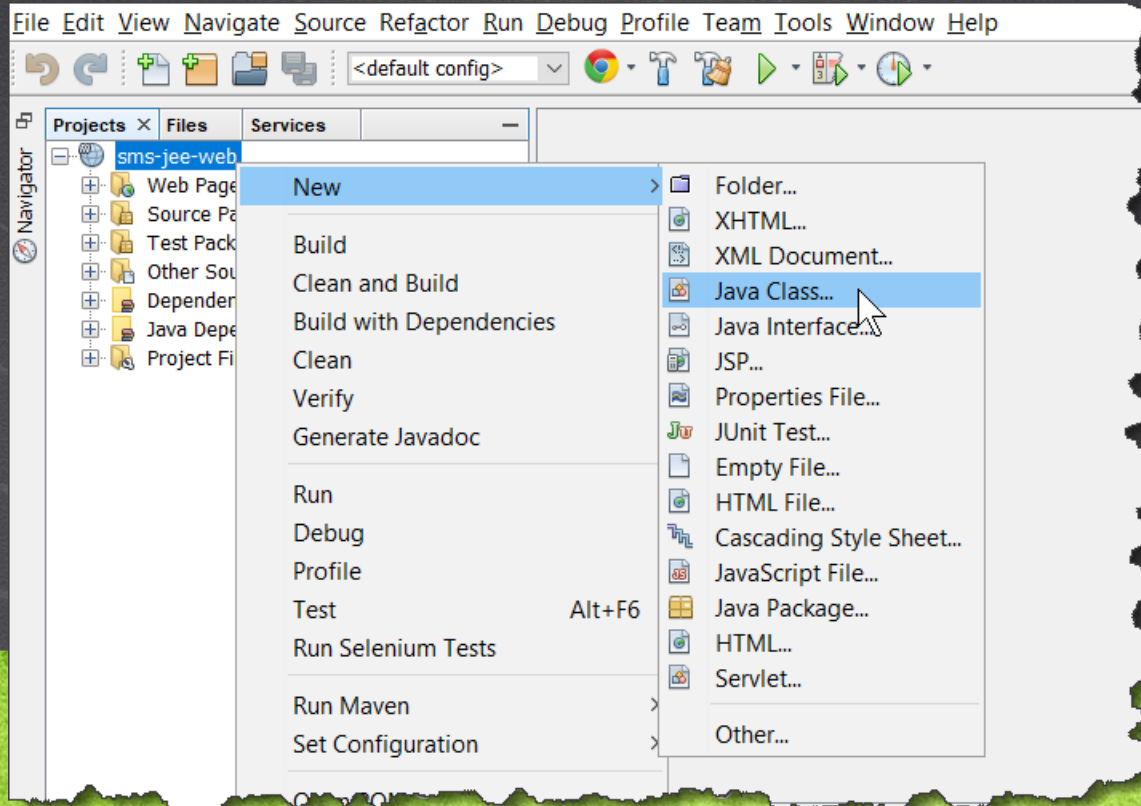 File Edit View Navigate Source Refactor Run Debug Profile Team Tools Window Help
<default config>
Projects Files Services
Navigator
sms-jee-web
Web Page
Source Pa
Test Pack
Other Sou
Depender
Java Depe
Project Fi
New
Build
Clean and Build
Build with Dependencies
Clean
Verify
Generate Javadoc
Run
Debug
Profile
Test Alt+F6
Run Selenium Tests
Run Maven
Set Configuration
Folder...
XHTML...
XML Document...
Java Class...
Java Interface...
JSP...
Properties File...
JUnit Test...
Empty File...
HTML File...
Cascading Style Sheet...
JavaScript File...
Java Package...
HTML...
Servlet...
Other...